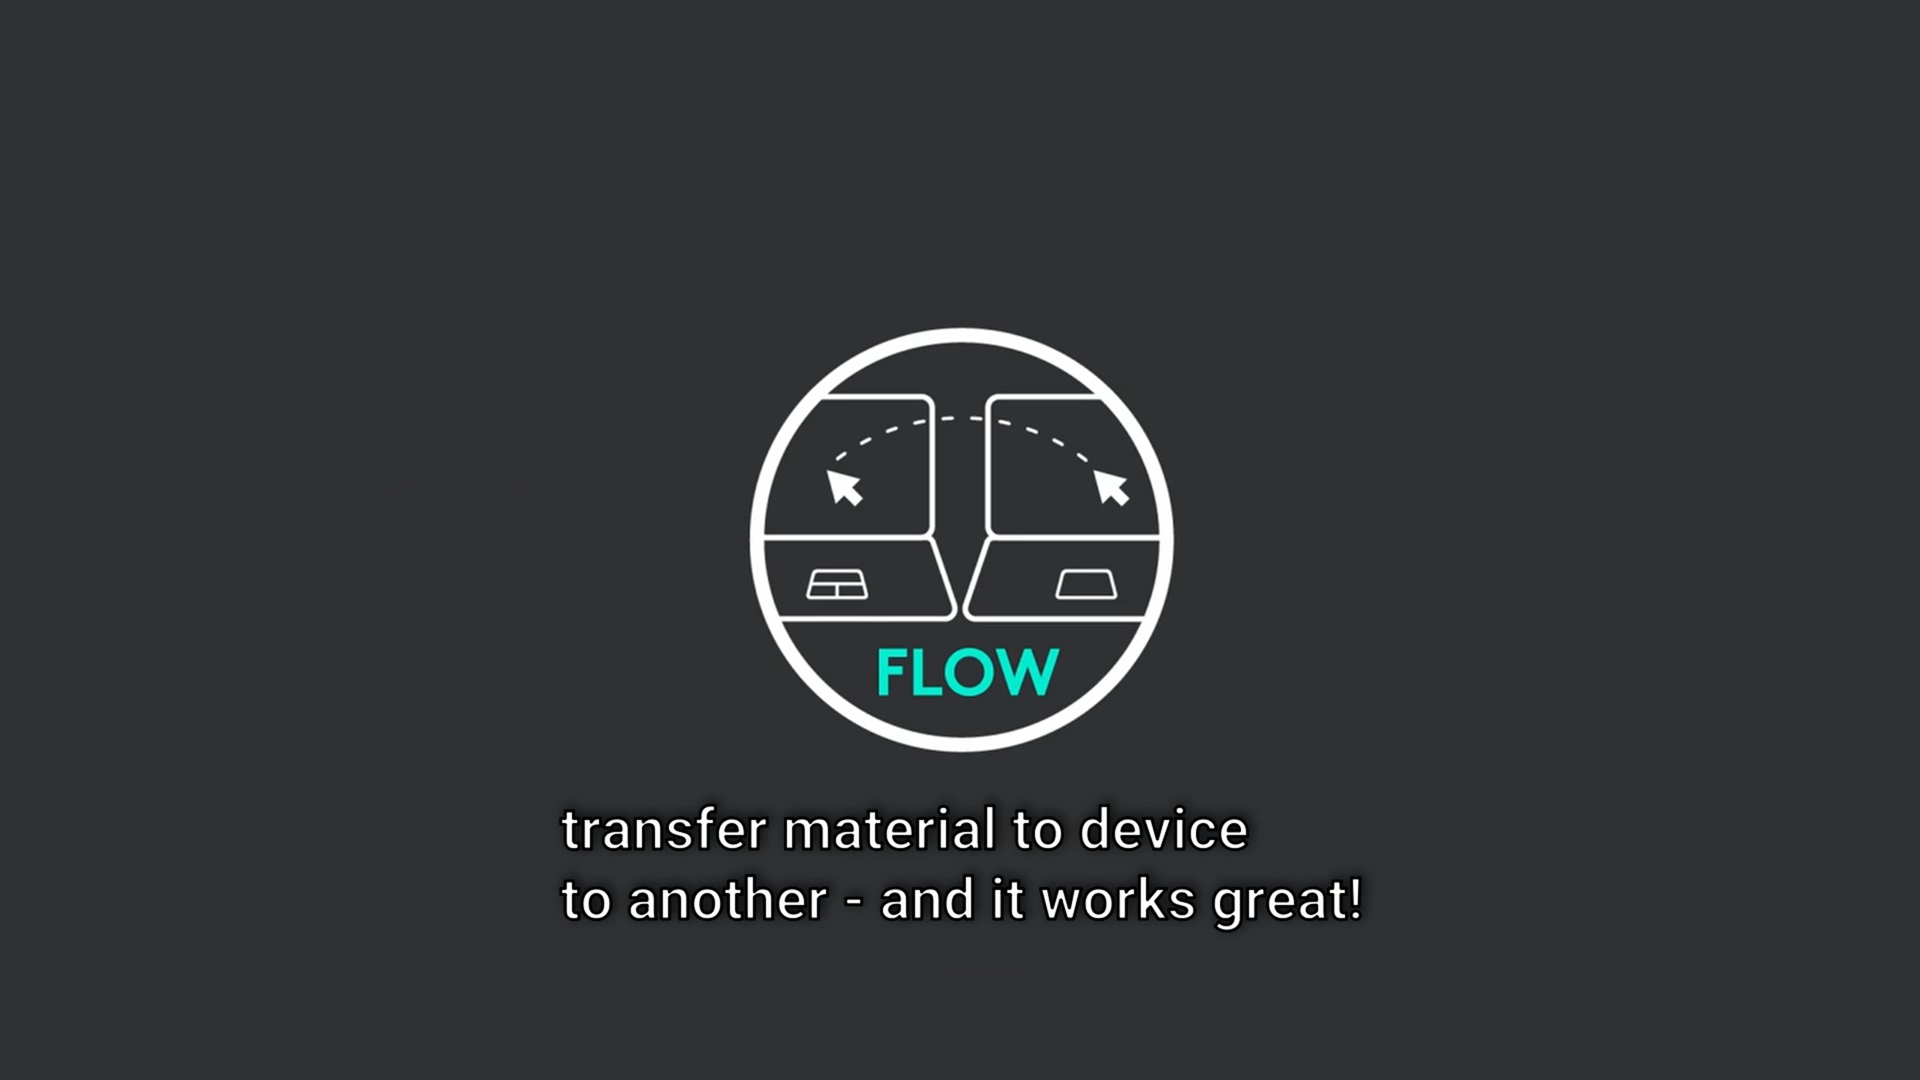 FLOW
transfer material to device
to another - and it works great!